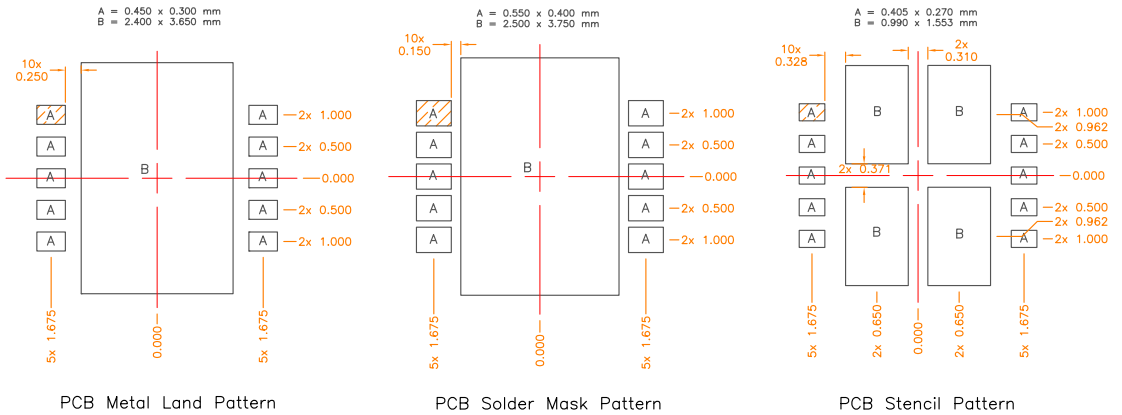 A = 0.450 x 0.300 mm
B = 2.400 x 3.650 mm
10x
0.250
A
A
A
A
A
B
A
A
A
A
A
2x 1.000
2x 0.500
0.000
2x 0.500
2x 1.000
5x 1.675
0.000
5x 1.675
PCB Metal Land Pattern
A = 0.550 x 0.400 mm
B = 2.500 x 3.750 mm
10x
0.150
A
A
A
A
A
B
A
A
A
A
A
2x 1.000
2x 0.500
0.000
2x 0.500
2x 1.000
5x 1.675
0.000
5x 1.675
PCB Solder Mask Pattern
A = 0.405 x 0.270 mm
B = 0.990 x 1.553 mm
10x
0.328
2x
0.310
A
A
A
A
A
B
B
2x 0.371
B
B
A
A
A
A
A
2x 1.000
2x 0.962
2x 0.500
0.000
2x 0.500
2x 0.962
2x 1.000
5x 1.675
2x 0.650
0.000
2x 0.650
5x 1.675
PCB Stencil Pattern